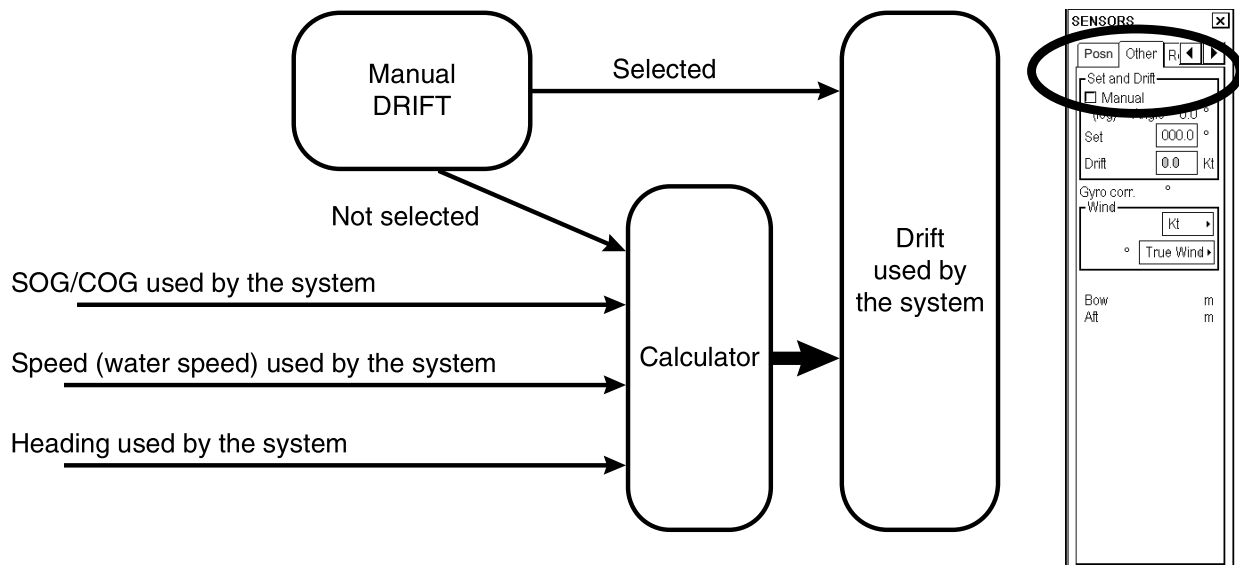 Manual
DRIFT
Selected
Not selected
SOG/COG used by the system
Speed (water speed) used by the system
Heading used by the system
Calculator
Drift
used by
the system
SENSORS
Posn Other
Set and Drift
Manual
0.0 °
Set 000.0 °
Drift 0.0 Kt
Gyro corr. °
Wind
Kt
° True Wind
Bow m
Aft m